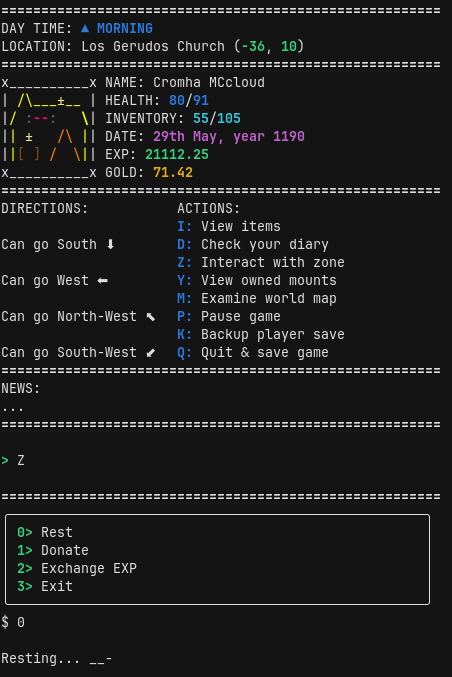 =======================================================
DAY TIME: ▲ MORNING
LOCATION: Los Gerudos Church (-36, 10)
=======================================================
x__________x NAME: Cromha MCcloud
| /\___±__ | HEALTH: 80/91
|/ :--:   \| INVENTORY: 55/105
|| ±   /\ || DATE: 29th May, year 1190
||[ ] /  \|| EXP: 21112.25
x__________x GOLD: 71.42
=======================================================
DIRECTIONS:           ACTIONS:
                      I: View items
Can go South ⬇        D: Check your diary
                      Z: Interact with zone
Can go West ⬅         Y: View owned mounts
                      M: Examine world map
Can go North-West ⬉   P: Pause game
                      K: Backup player save
Can go South-West ⬋   Q: Quit & save game
=======================================================
NEWS:
...
=======================================================
> Z
=======================================================
0> Rest
1> Donate
2> Exchange EXP
3> Exit
$ 0
Resting... __-